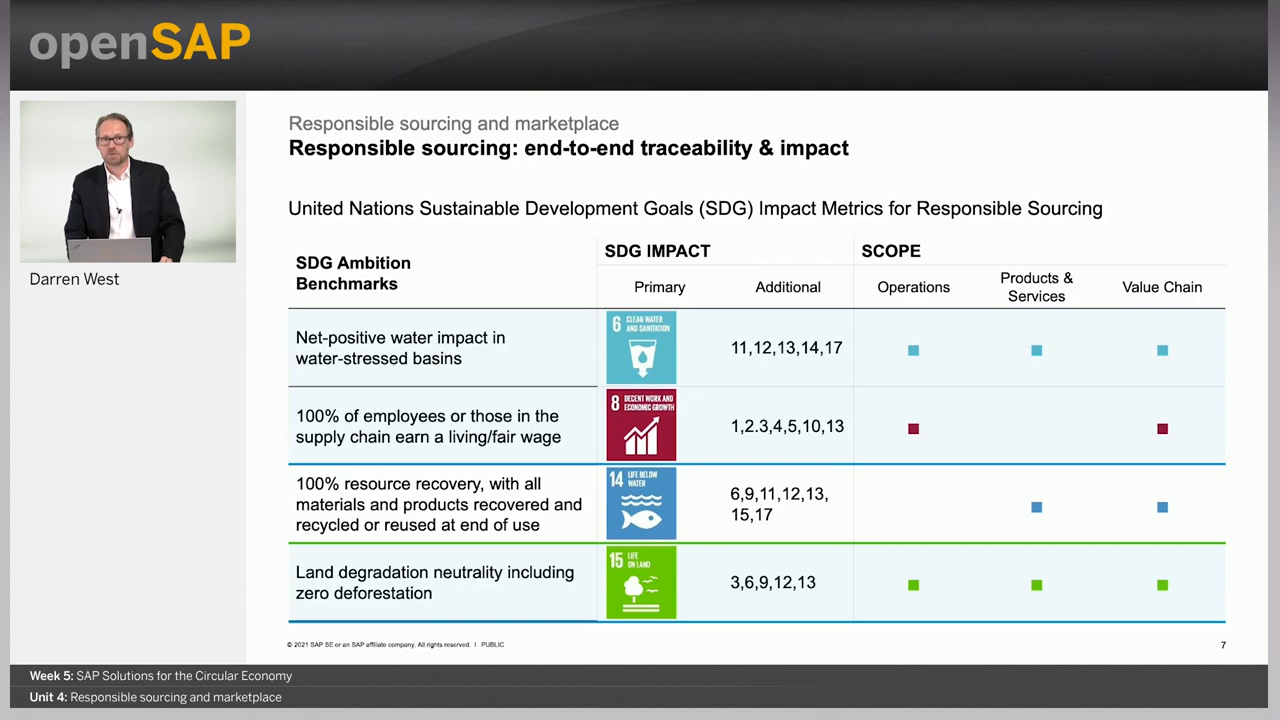 openSAP
Darren West
Responsible sourcing and marketplace
Responsible sourcing: end-to-end traceability & impact
United Nations Sustainable Development Goals (SDG) Impact Metrics for Responsible Sourcing
SDG Ambition
Benchmarks
SDG IMPACT
SCOPE
Primary
Additional
Operations
Products &
Services
Value Chain
Net-positive water impact in
water-stressed basins
6 CLEAN WATER
AND SANITATION
11,12,13,14,17
100% of employees or those in the
supply chain earn a living/fair wage
8 DECENT WORK AND
ECONOMIC GROWTH
1,2.3,4,5,10,13
100% resource recovery, with all
materials and products recovered and
recycled or reused at end of use
14 LIFE BELOW
WATER
6,9,11,12,13,
15,17
Land degradation neutrality including
zero deforestation
15 LIFE
ON LAND
3,6,9,12,13
© 2021 SAP SE or an SAP affiliate company. All rights reserved. I PUBLIC
7
Week 5: SAP Solutions for the Circular Economy
Unit 4: Responsible sourcing and marketplace